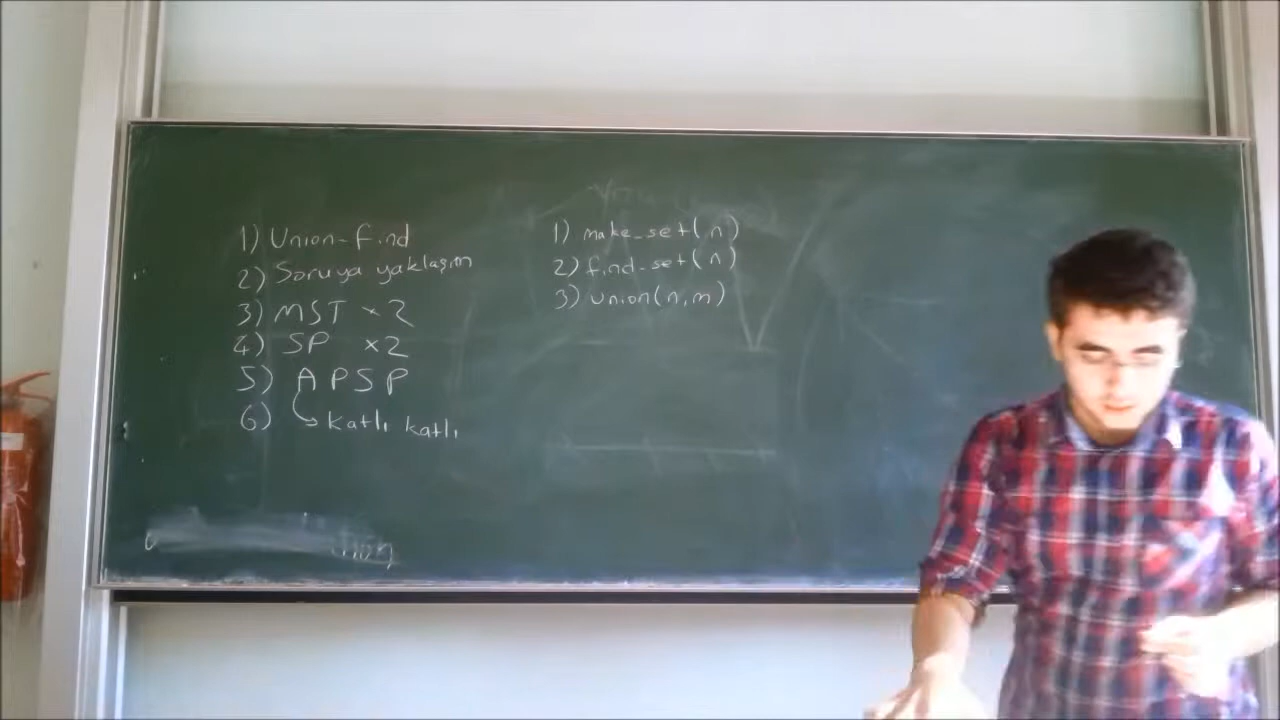 1) Union-find
2) Soruya yaklaşım
3) MST x 2
4) SP x2
5) APSP
6) ↳ katlı katlı
1) make_set(n)
2) find-set(n)
3) union(n,m)